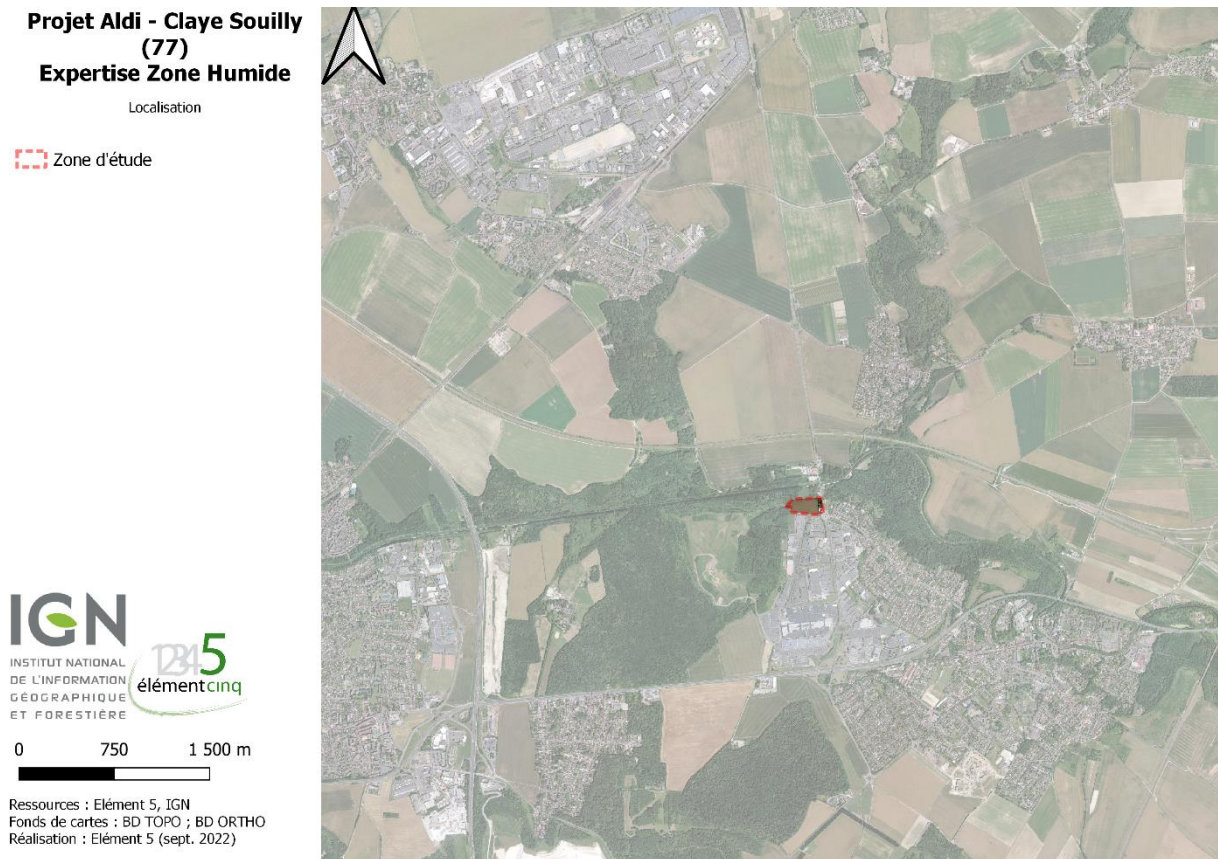 Projet Aldi - Claye Souilly
(77)
Expertise Zone Humide
Localisation
Zone d'étude
IGN
INSTITUT NATIONAL
DE L'INFORMATION
GÉOGRAPHIQUE
ET FORESTIÈRE
12345
élémentcinq
0 750 1 500 m
Ressources : Elément 5, IGN
Fonds de cartes : BD TOPO ; BD ORTHO
Réalisation : Elément 5 (sept. 2022)